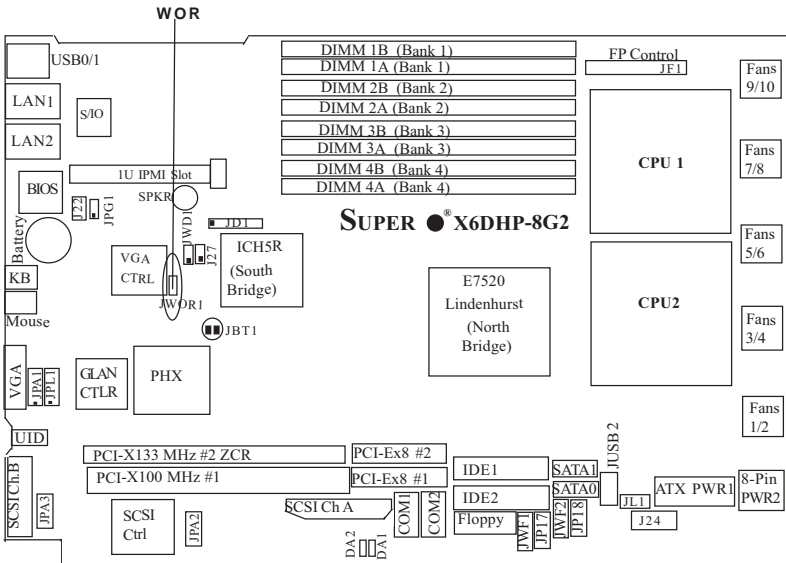 WOR
USB0/1
LAN1
LAN2
S/IO
DIMM 1B (Bank 1)
DIMM 1A (Bank 1)
DIMM 2B (Bank 2)
DIMM 2A (Bank 2)
DIMM 3B (Bank 3)
DIMM 3A (Bank 3)
DIMM 4B (Bank 4)
DIMM 4A (Bank 4)
FP Control
JF1
Fans
9/10
CPU 1
Fans
7/8
1U IPMI Slot
SPKR
BIOS
J22
JPG1
Battery
JD1
JWD1
J27
SUPER ●® X6DHP-8G2
VGA
CTRL
ICH5R
(South
Bridge)
JWOR1
KB
Mouse
JBT1
E7520
Lindenhurst
(North
Bridge)
CPU2
Fans
5/6
Fans
3/4
VGA
JPA1
JPL1
GLAN
CTLR
PHX
Fans
1/2
UID
PCI-X133 MHz #2 ZCR
PCI-X100 MHz #1
PCI-Ex8 #2
PCI-Ex8 #1
IDE1
IDE2
Floppy
SATA1
SATA0
JUSB 2
JL1
J24
ATX PWR1
8-Pin
PWR2
SCSI Ch.B
JPA3
SCSI
Ctrl
JPA2
SCSI Ch A
DA2
DA1
COM1
COM2
JWF1
JP17
JWF2
JP18